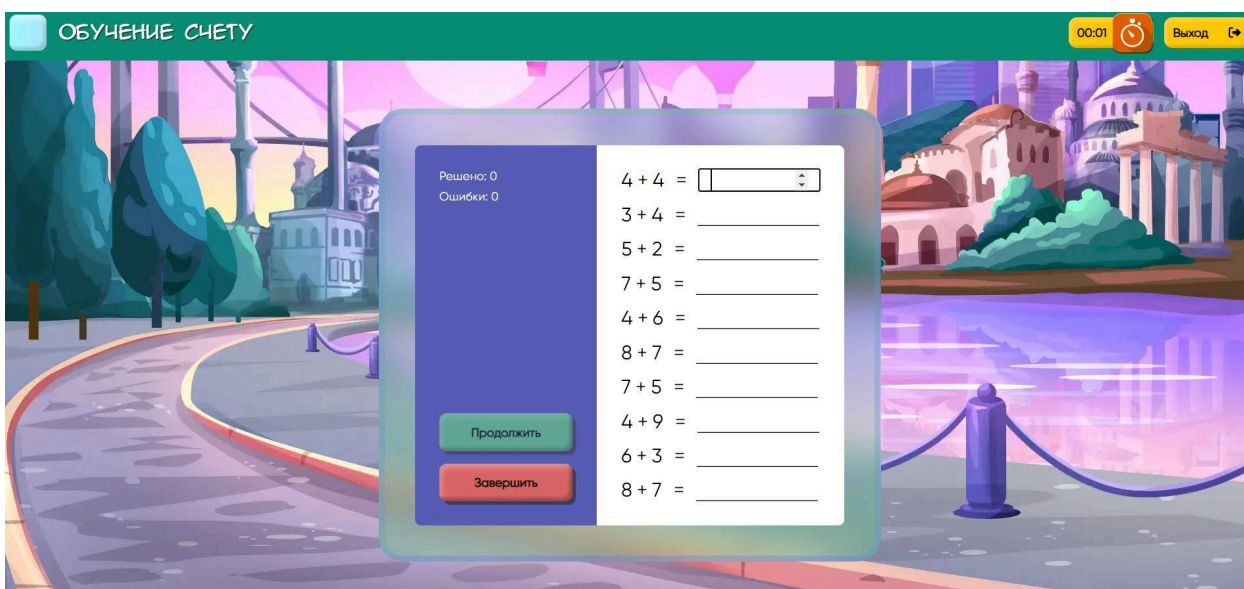 ОБУЧЕНИЕ СЧЕТУ
00:01
Выход
Решено: 0
Ошибки: 0
4 + 4 =
3 + 4 =
5 + 2 =
7 + 5 =
4 + 6 =
8 + 7 =
7 + 5 =
4 + 9 =
6 + 3 =
8 + 7 =
Продолжить
Завершить